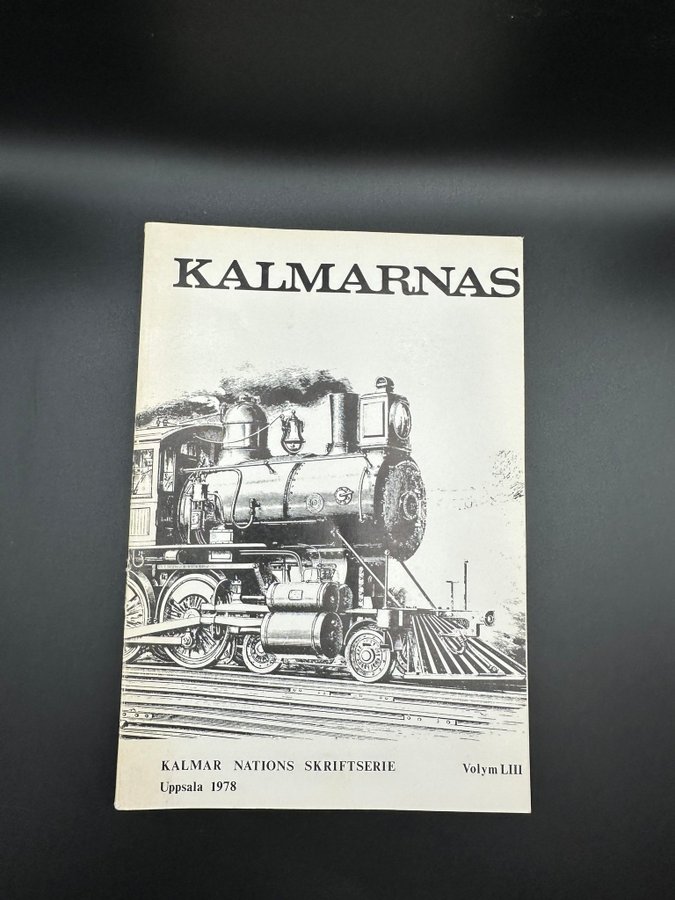 KALMARNAS
KALMAR NATIONS SKRIFTSERIE
Volym LIII
Uppsala 1978